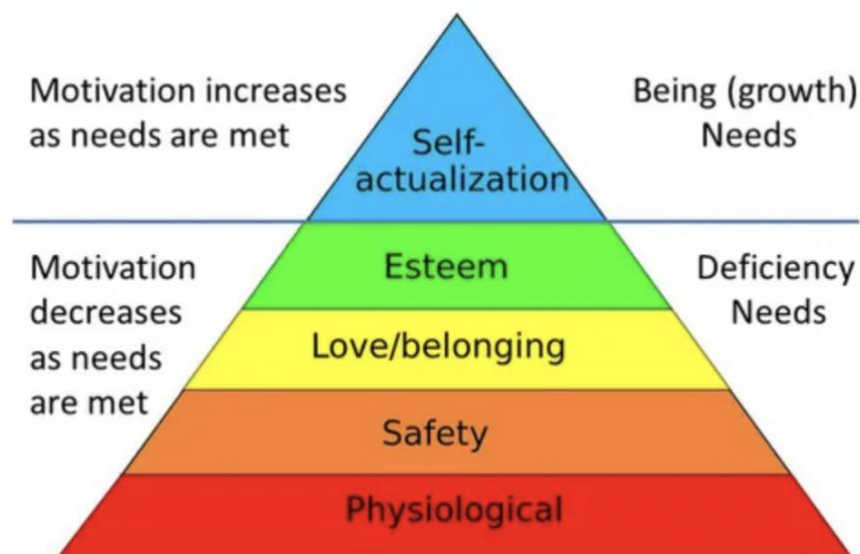 Motivation increases
as needs are met
Being (growth)
Needs
Self-
actualization
Motivation
decreases
as needs
are met
Esteem
Love/belonging
Safety
Physiological
Deficiency
Needs